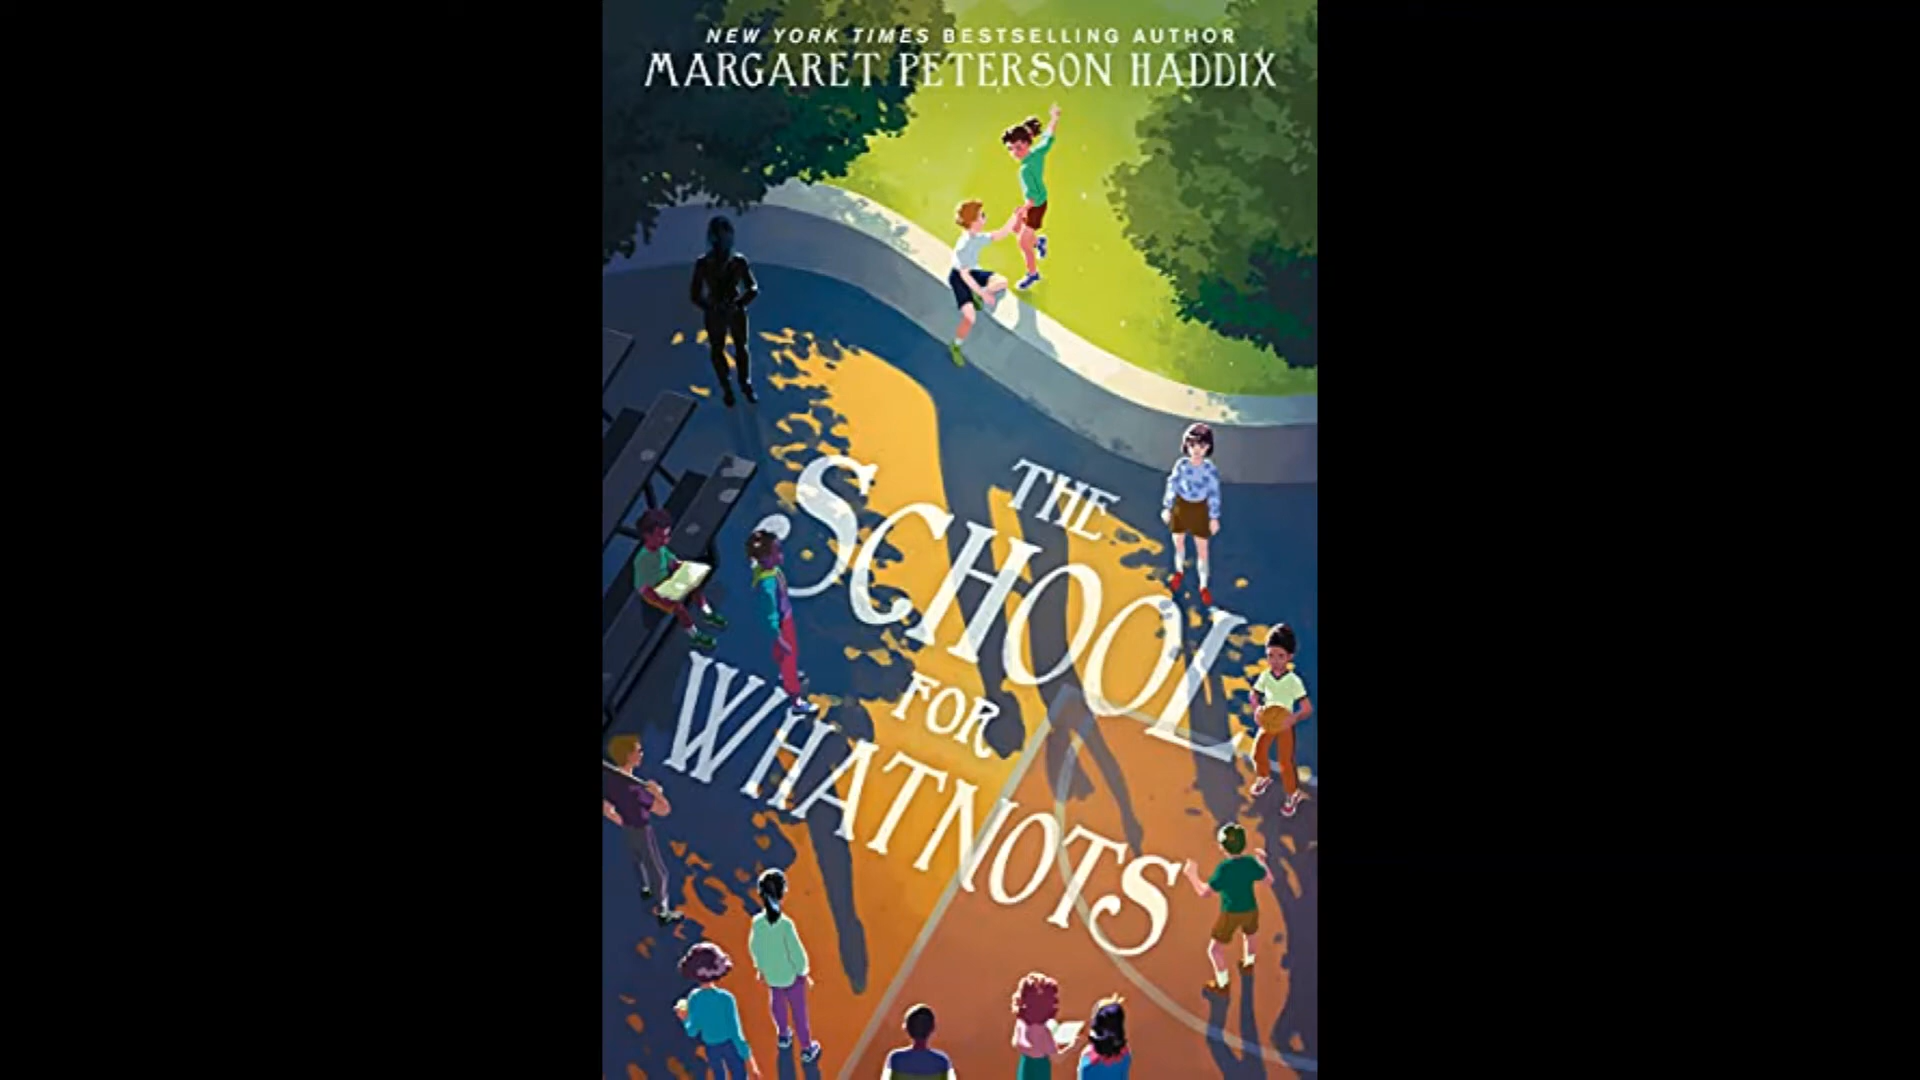 NEW YORK TIMES BESTSELLING AUTHOR
MARGARET PETERSON HADDIX
THE
SCHOOL
FOR
WHATNOTS